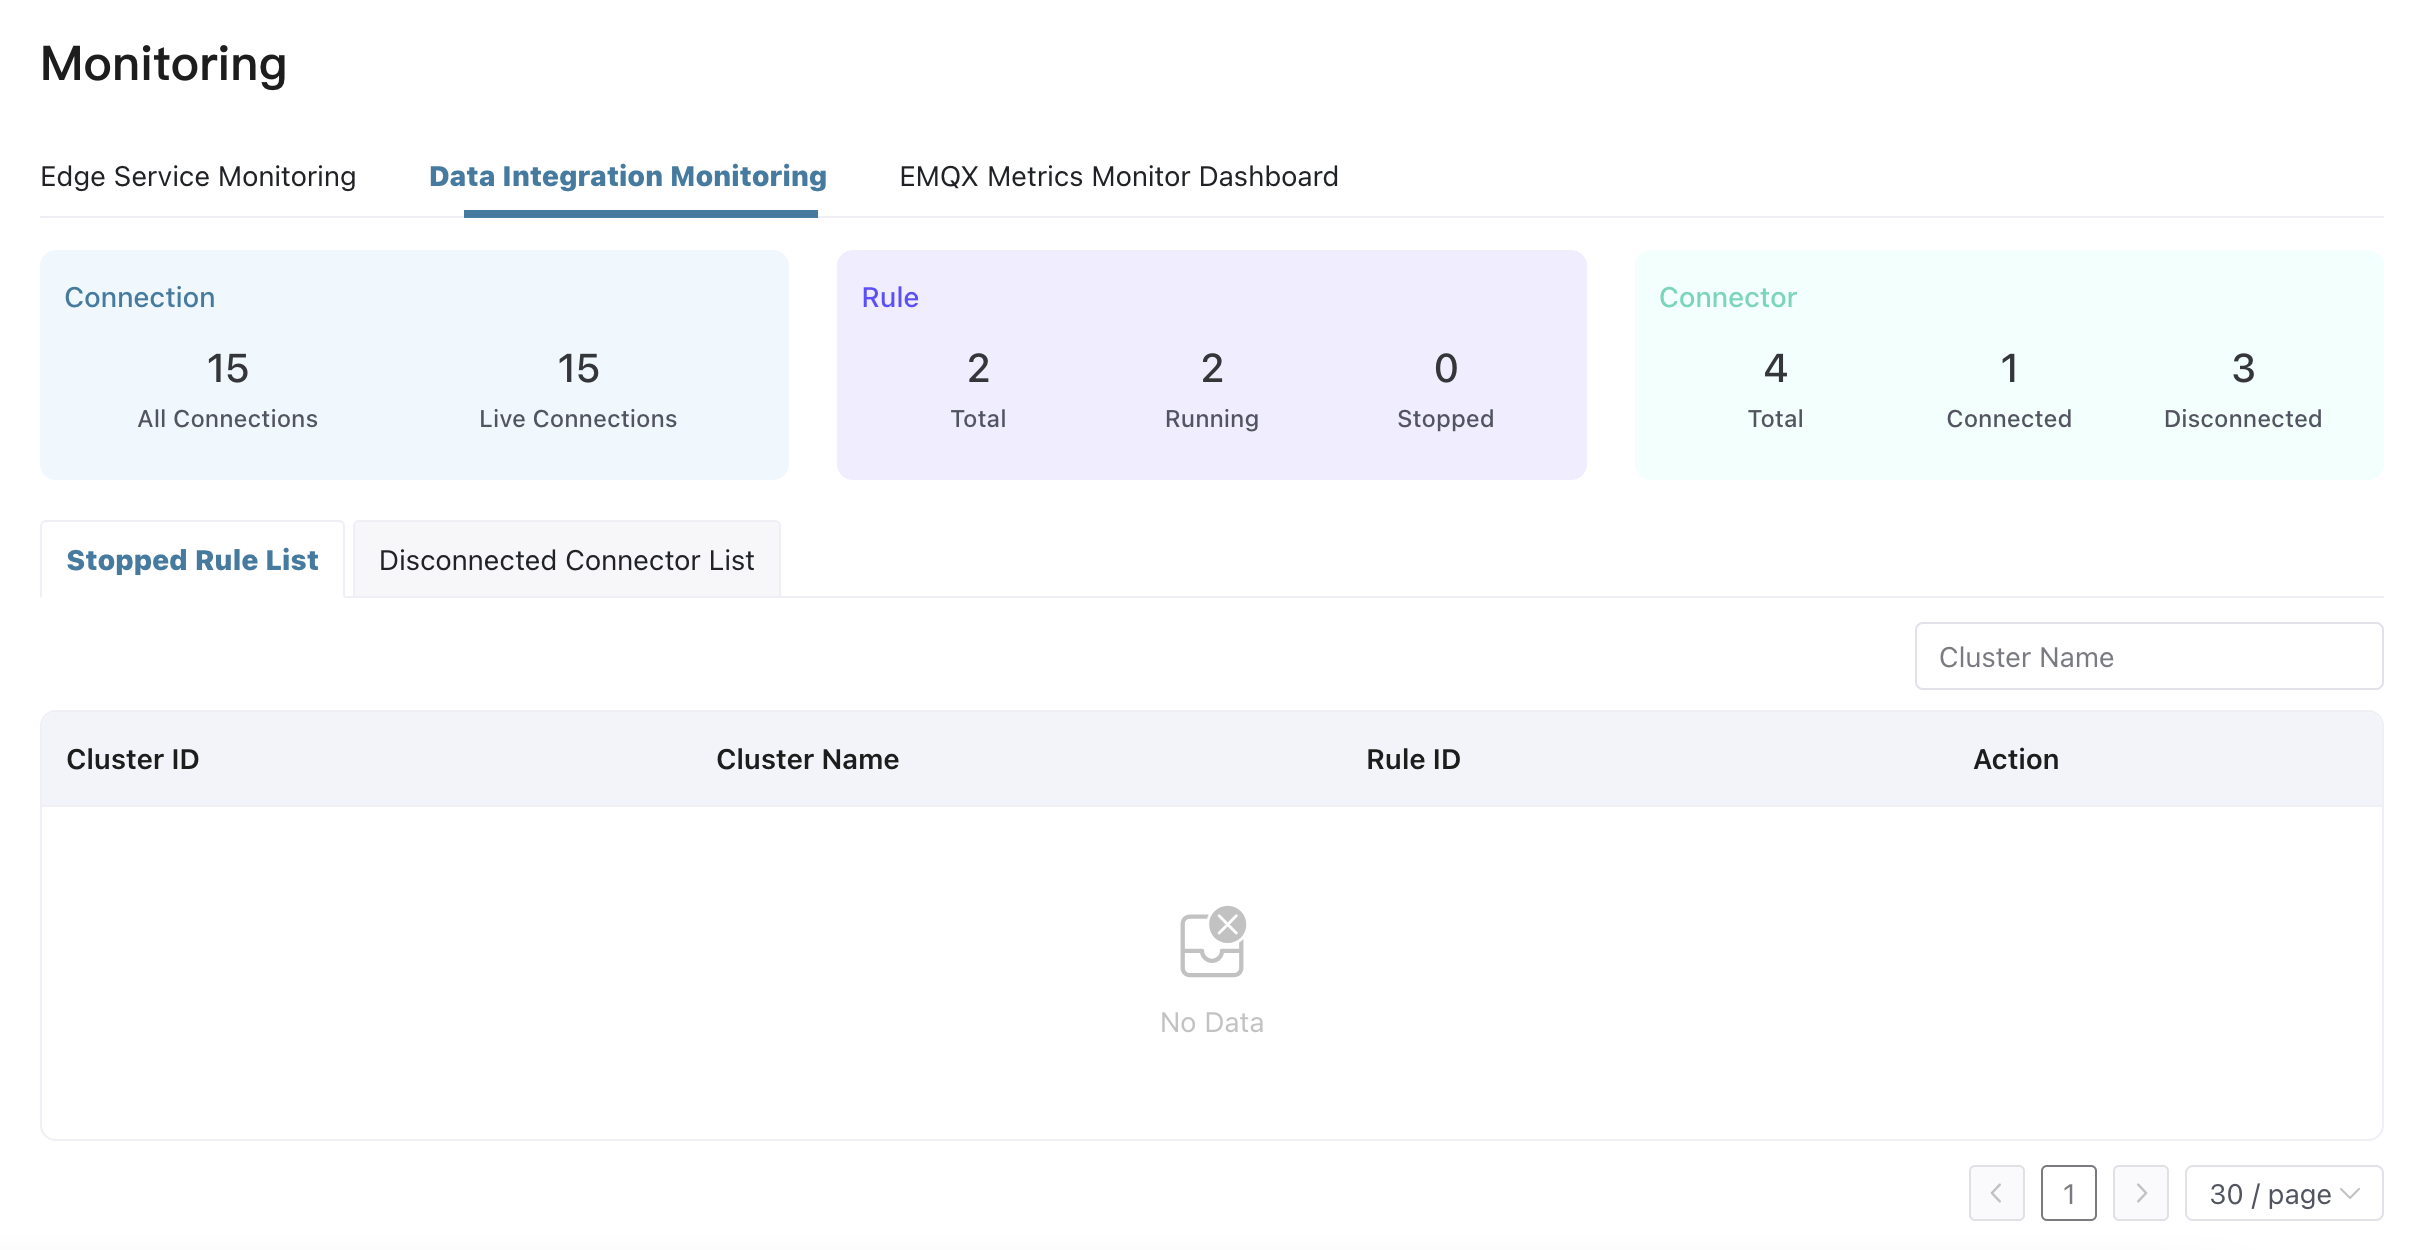 Monitoring
Edge Service Monitoring Data Integration Monitoring EMQX Metrics Monitor Dashboard
Connection
15 15
All Connections Live Connections
Rule
2 2 0
Total Running Stopped
Connector
4 1 3
Total Connected Disconnected
Stopped Rule List Disconnected Connector List
Cluster Name
Cluster ID Cluster Name Rule ID Action
No Data
1 30 / page